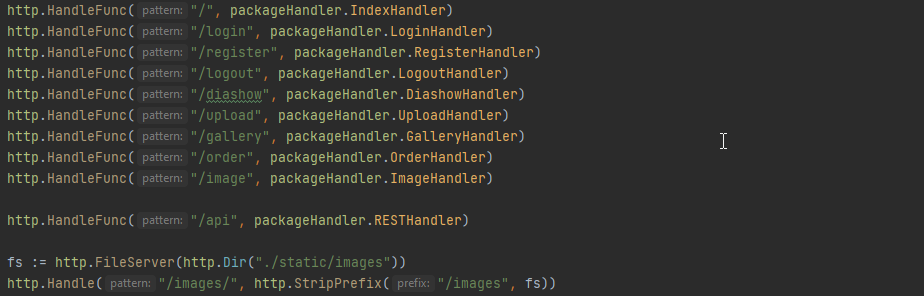 http.HandleFunc( pattern: "/", packageHandler.IndexHandler)
http.HandleFunc( pattern: "/login", packageHandler.LoginHandler)
http.HandleFunc( pattern: "/register", packageHandler.RegisterHandler)
http.HandleFunc( pattern: "/logout", packageHandler.LogoutHandler)
http.HandleFunc( pattern: "/diashow", packageHandler.DiashowHandler)
http.HandleFunc( pattern: "/upload", packageHandler.UploadHandler)
http.HandleFunc( pattern: "/gallery", packageHandler.GalleryHandler)
http.HandleFunc( pattern: "/order", packageHandler.OrderHandler)
http.HandleFunc( pattern: "/image", packageHandler.ImageHandler)
http.HandleFunc( pattern: "/api", packageHandler.RESTHandler)
fs := http.FileServer(http.Dir("./static/images"))
http.Handle( pattern: "/images/", http.StripPrefix( prefix: "/images", fs))